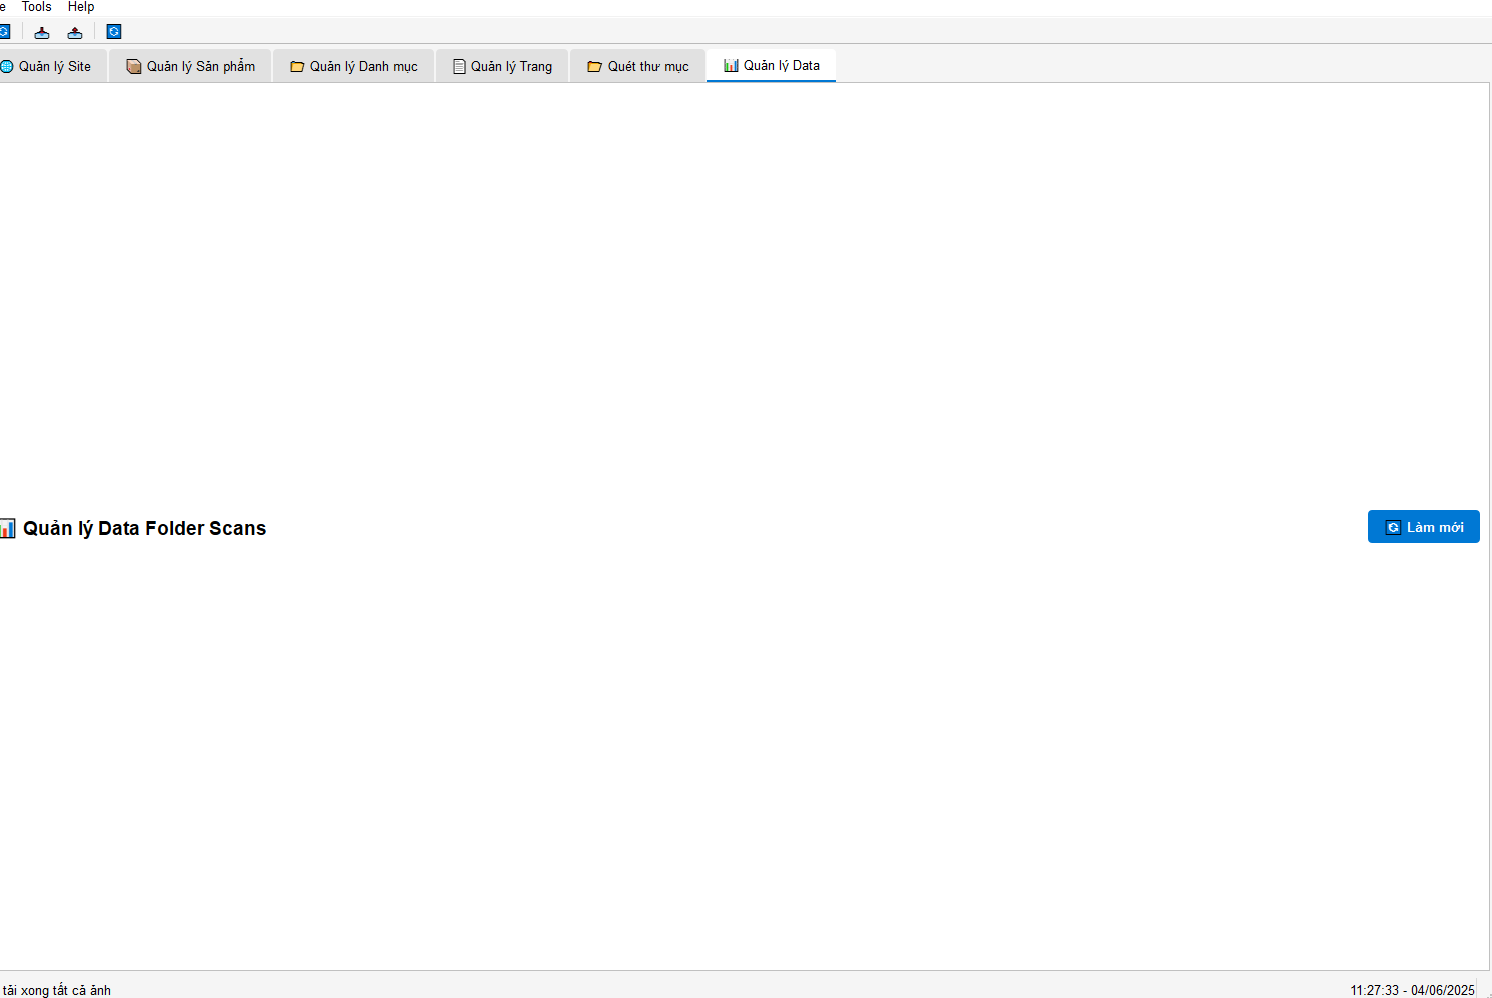 e Tools Help
Quản lý Site Quản lý Sản phẩm Quản lý Danh mục Quản lý Trang Quét thư mục Quản lý Data
Quản lý Data Folder Scans Làm mới
tải xong tất cả ảnh 11:27:33 - 04/06/2025